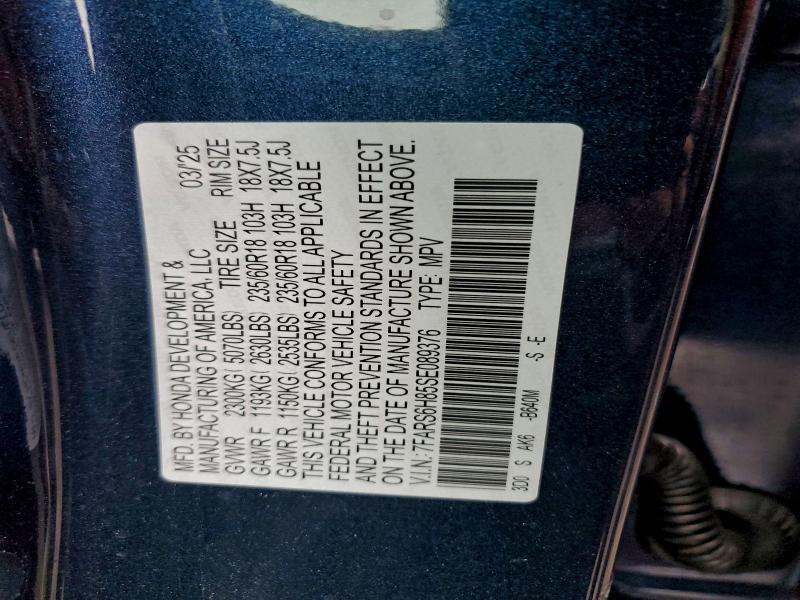 MFD. BY HONDA DEVELOPMENT &
MANUFACTURING OF AMERICA, LLC 03/'25
GVWR 2300KG (5070LBS) TIRE SIZE RIM SIZE
GAWR F 1193KG (2630LBS) 235/60R18 103H 18X7.5J
GAWR R 1150KG (2535LBS) 235/60R18 103H 18X7.5J
THIS VEHICLE CONFORMS TO ALL APPLICABLE
FEDERAL MOTOR VEHICLE SAFETY
AND THEFT PREVENTION STANDARDS IN EFFECT
ON THE DATE OF MANUFACTURE SHOWN ABOVE.
V.I.N.: 7FARS6H8SSE089376 TYPE: MPV
3D0 S AK6 -B640M -S -E